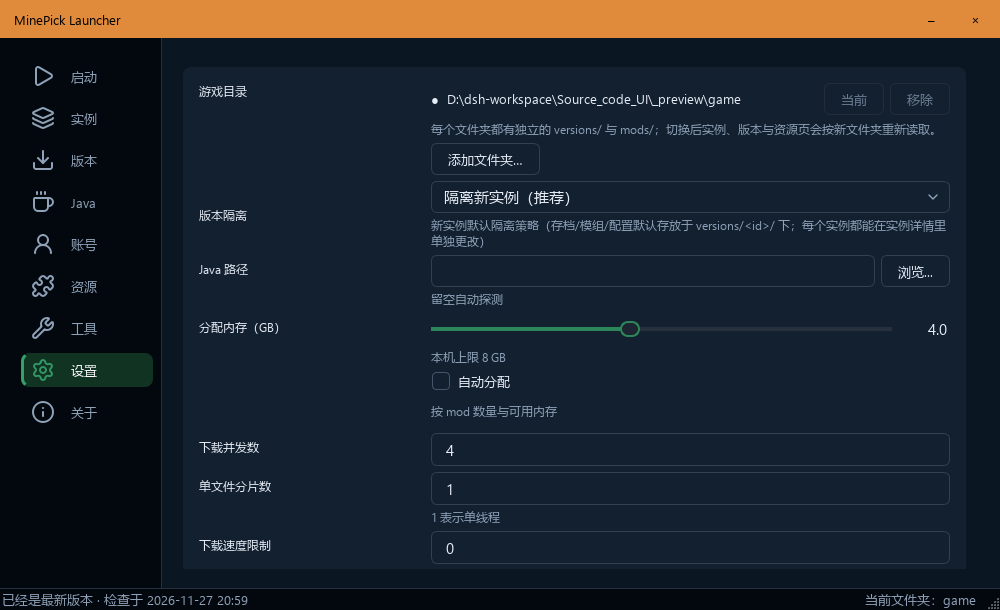 MinePick Launcher
启动
实例
版本
Java
账号
资源
工具
设置
关于
游戏目录
● D:\dsh-workspace\Source_code_UI\_preview\game
当前
移除
每个文件夹都有独立的 versions/ 与 mods/；切换后实例、版本与资源页会按新文件夹重新读取。
添加文件夹...
版本隔离
隔离新实例（推荐）
新实例默认隔离策略（存档/模组/配置默认存放于 versions/<id>/ 下；每个实例都能在实例详情里
单独更改）
Java 路径
浏览...
留空自动探测
分配内存（GB）
4.0
本机上限 8 GB
自动分配
按 mod 数量与可用内存
下载并发数
4
单文件分片数
1
1 表示单线程
下载速度限制
0
已经是最新版本 · 检查于 2026-11-27 20:59
当前文件夹：game